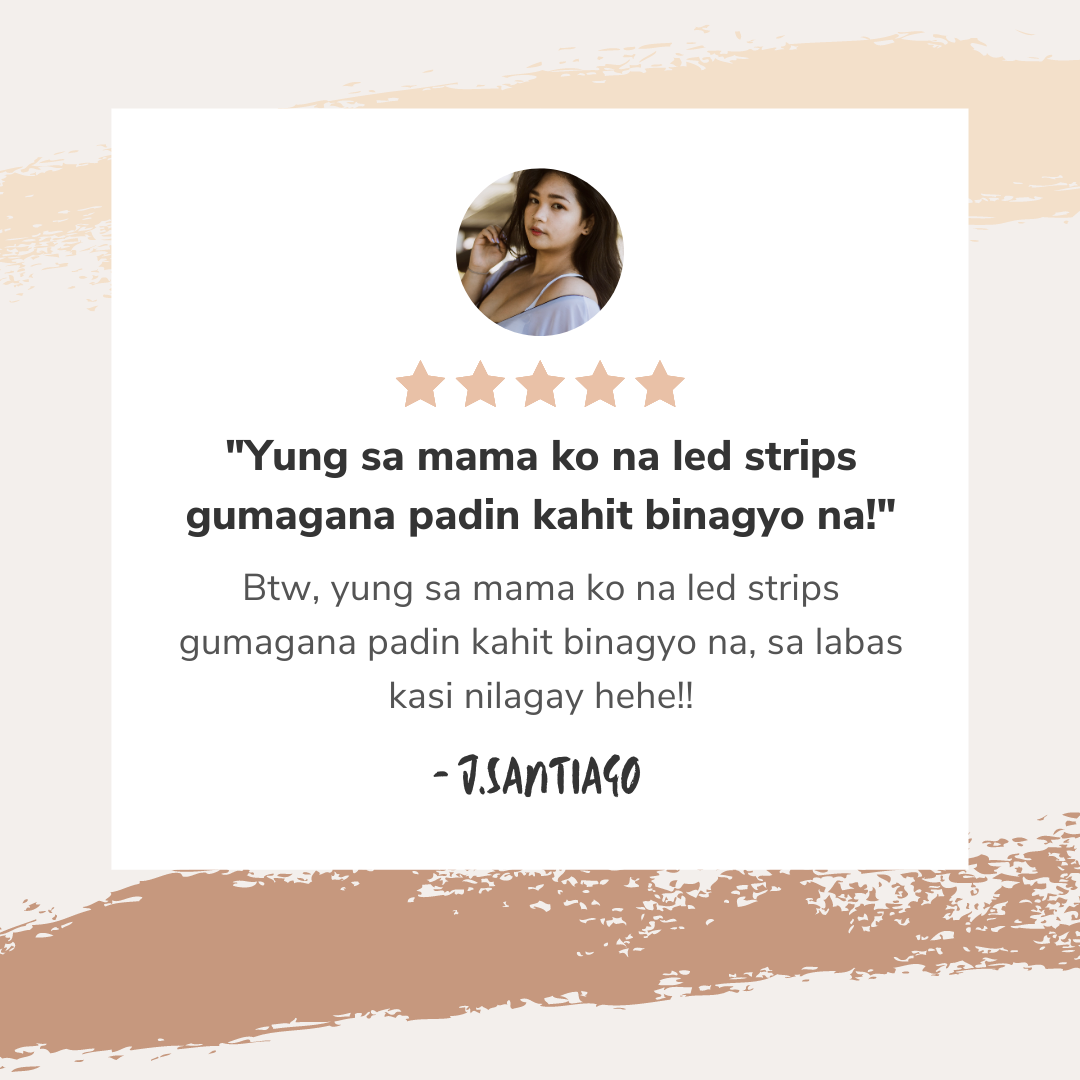 "Yung sa mama ko na led strips
gumagana padin kahit binagyo na!"
Btw, yung sa mama ko na led strips
gumagana padin kahit binagyo na, sa labas
kasi nilagay hehe!!
- J.SANTIAGO